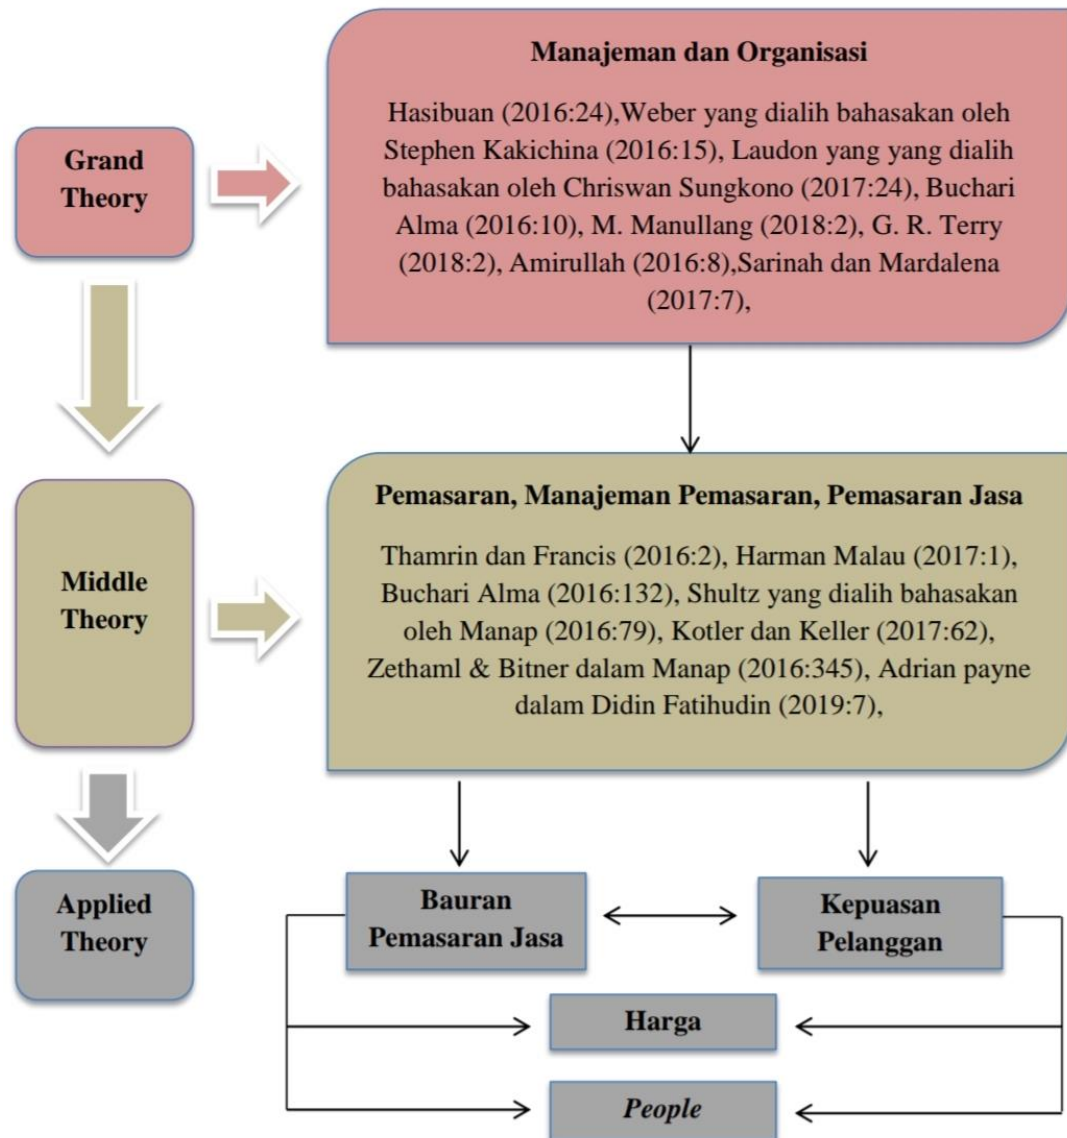 Manajeman dan Organisasi
Hasibuan (2016:24),Weber yang dialih bahasakan oleh
Stephen Kakichina (2016:15), Laudon yang yang dialih
bahasakan oleh Chriswan Sungkono (2017:24), Buchari
Alma (2016:10), M. Manullang (2018:2), G. R. Terry
(2018:2), Amirullah (2016:8),Sarinah dan Mardalena
(2017:7),
Grand
Theory
Pemasaran, Manajeman Pemasaran, Pemasaran Jasa
Thamrin dan Francis (2016:2), Harman Malau (2017:1),
Buchari Alma (2016:132), Shultz yang dialih bahasakan
oleh Manap (2016:79), Kotler dan Keller (2017:62),
Zethaml & Bitner dalam Manap (2016:345), Adrian payne
dalam Didin Fatihudin (2019:7),
Middle
Theory
Applied
Theory
Bauran
Pemasaran Jasa
Kepuasan
Pelanggan
Harga
People